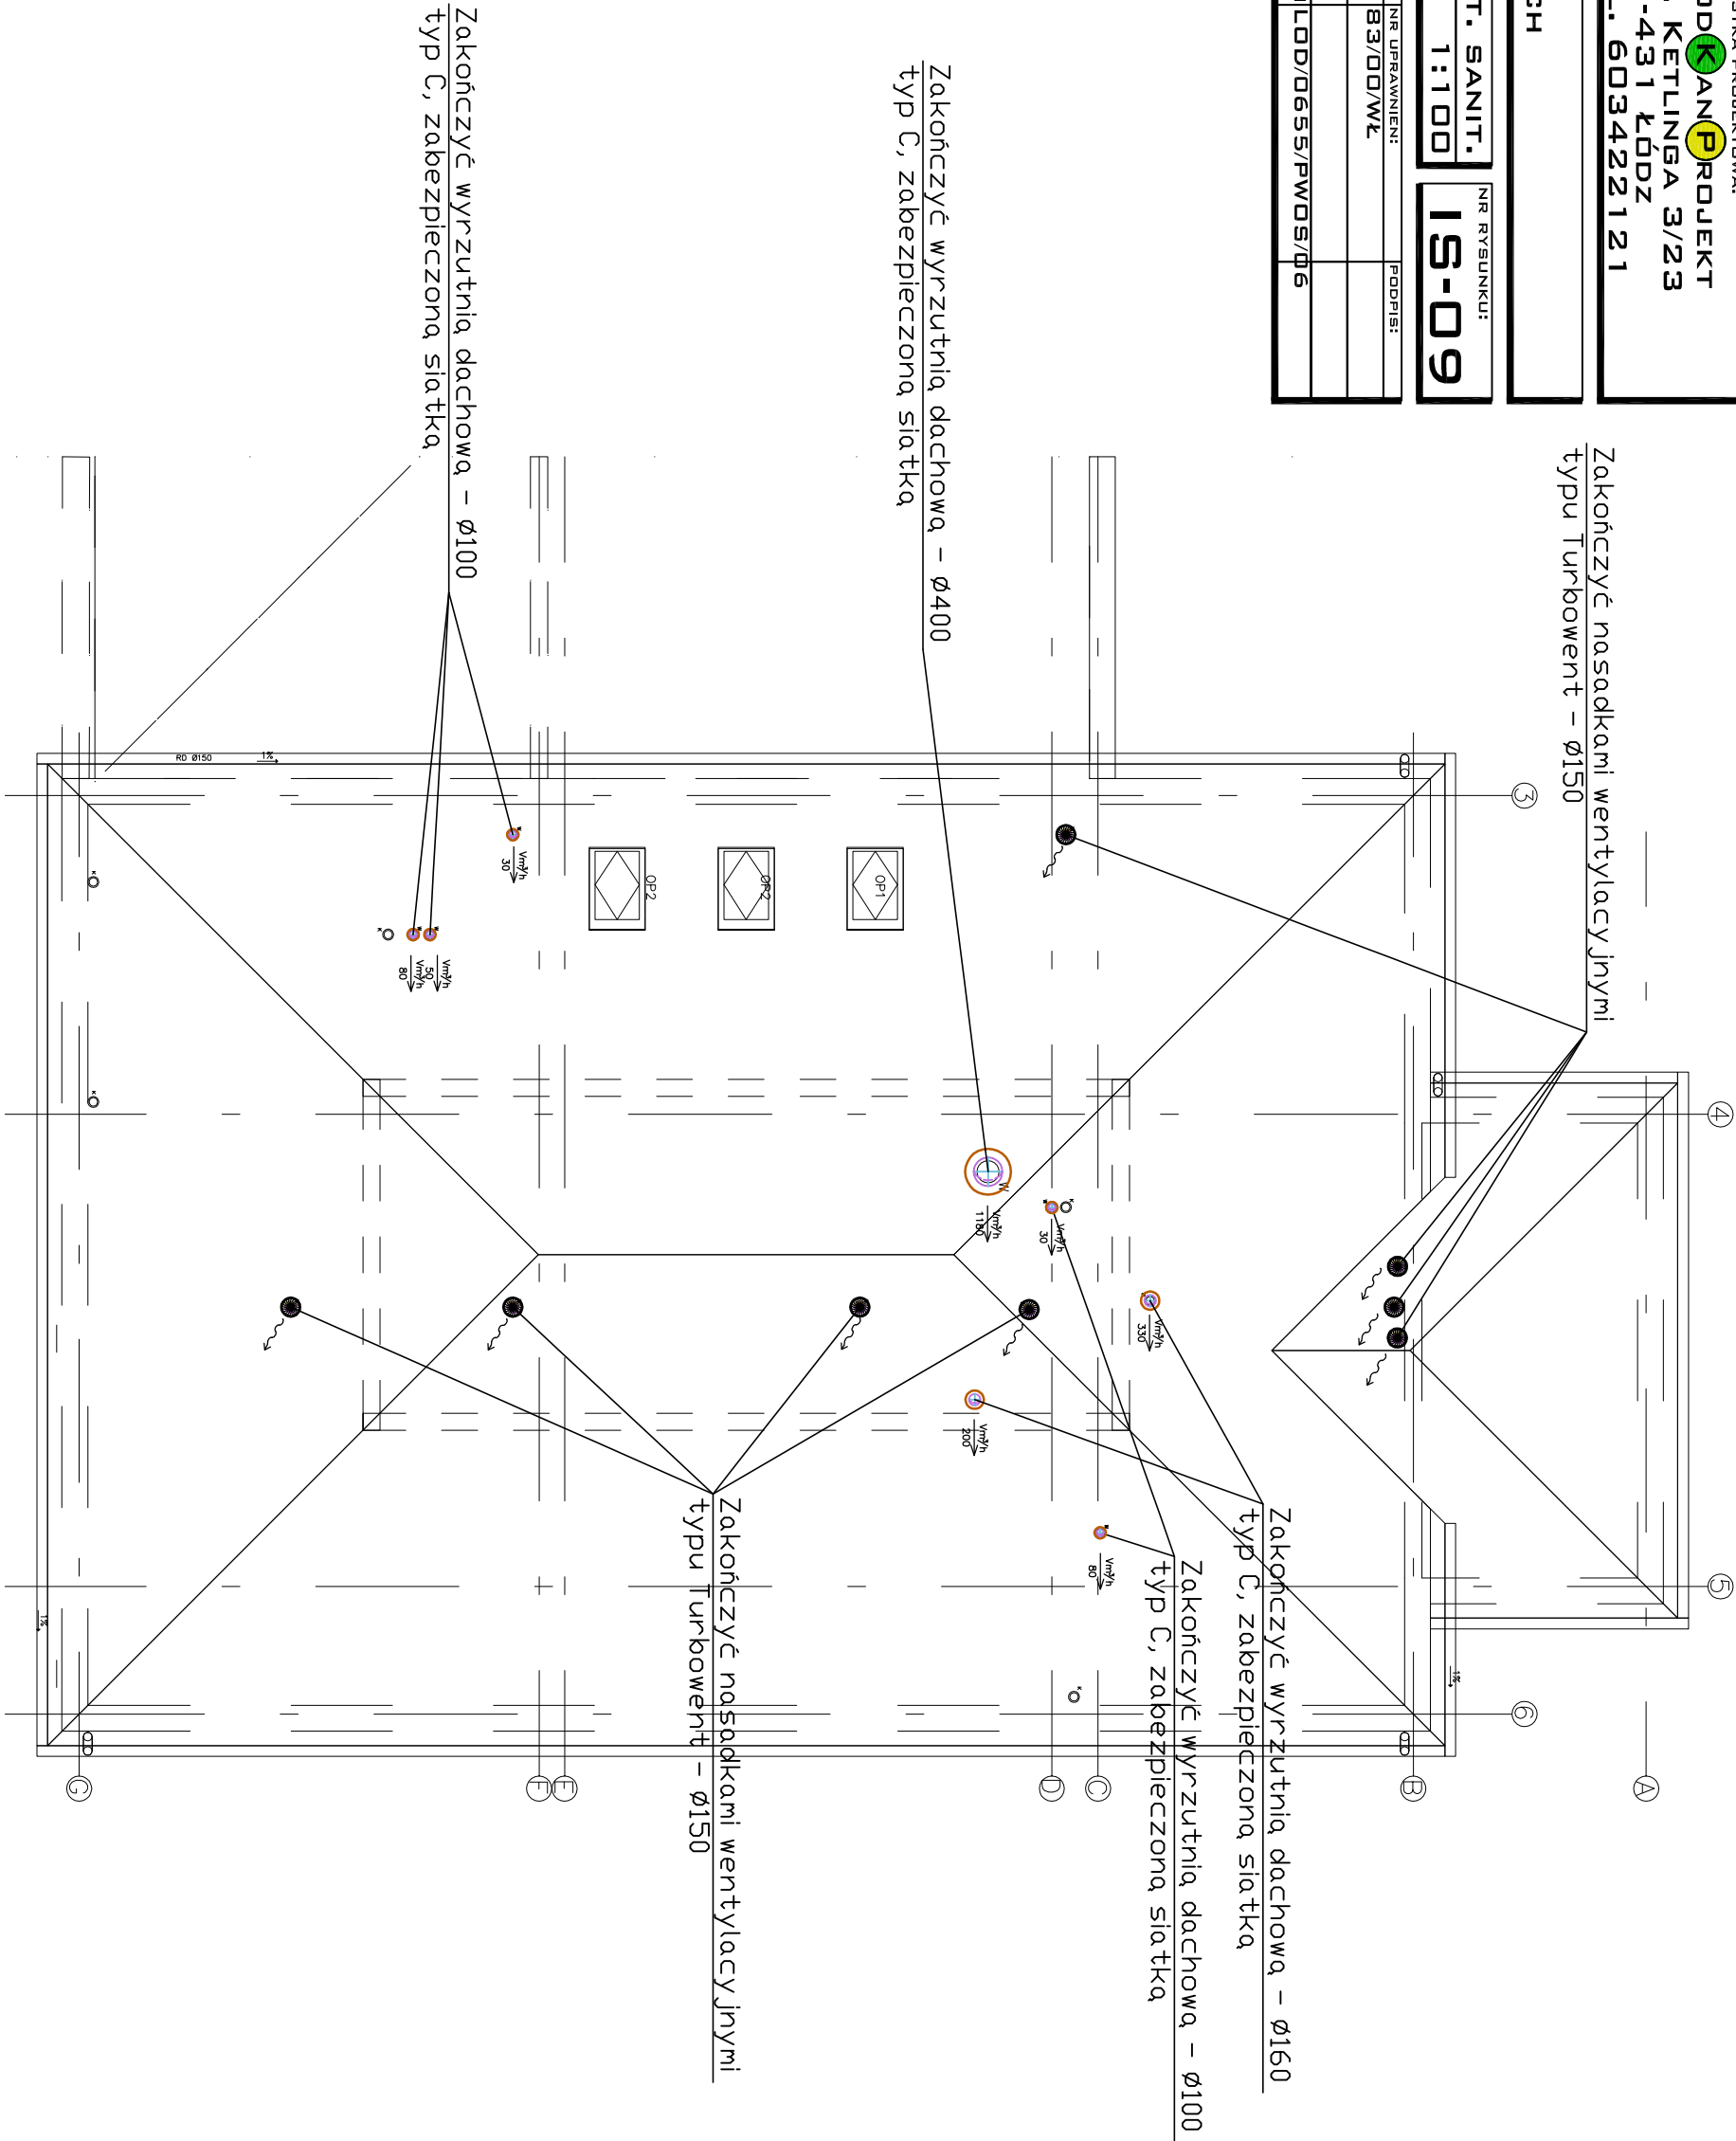 ODKANPROJEKT
KETLINGA 3/23
-431 ŁÓDZ
. 6034221 21
CH
T. SANIT.
1:100
NR RYSUNKU:
IS-09
NR UPRAWNIEŃ:
PODPIS:
83/00/WŁ
LOD/0655/PWOS/06
Zakończyć nasadkami wentylacyjnymi
typu Turbowent - Ø150
Zakończyć wyrzutnią dachową - Ø400
typ C, zabezpieczoną siatką
Zakończyć wyrzutnią dachową - Ø100
typ C, zabezpieczoną siatką
Zakończyć wyrzutnią dachową - Ø160
typ C, zabezpieczoną siatką
Zakończyć wyrzutnią dachową - Ø100
typ C, zabezpieczoną siatką
Zakończyć nasadkami wentylacyjnymi
typu Turbowent - Ø150
3
4
5
6
A
B
C
D
E
F
G
OP1
OP2
OP2
RD Ø150
1%
1%
1%
Vm³/h
30
Vm³/h
50
Vm³/h
80
Vm³/h
1180
W
Vm³/h
30
Vm³/h
330
Vm³/h
200
Vm³/h
80
K
K
K
K
K